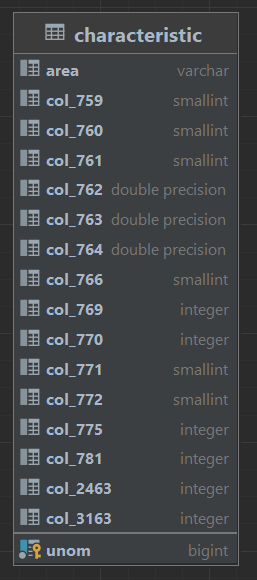 characteristic
area varchar
col_759 smallint
col_760 smallint
col_761 smallint
col_762 double precision
col_763 double precision
col_764 double precision
col_766 smallint
col_769 integer
col_770 integer
col_771 smallint
col_772 smallint
col_775 integer
col_781 integer
col_2463 integer
col_3163 integer
unom bigint